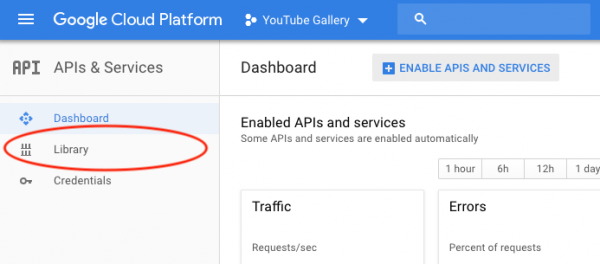 Google Cloud Platform
YouTube Gallery
API APIs & Services
Dashboard
ENABLE APIS AND SERVICES
Dashboard
Library
Credentials
Enabled APIs and services
Some APIs and services are enabled automatically
1 hour 6h 12h 1 day
Traffic
Requests/sec
Errors
Percent of requests